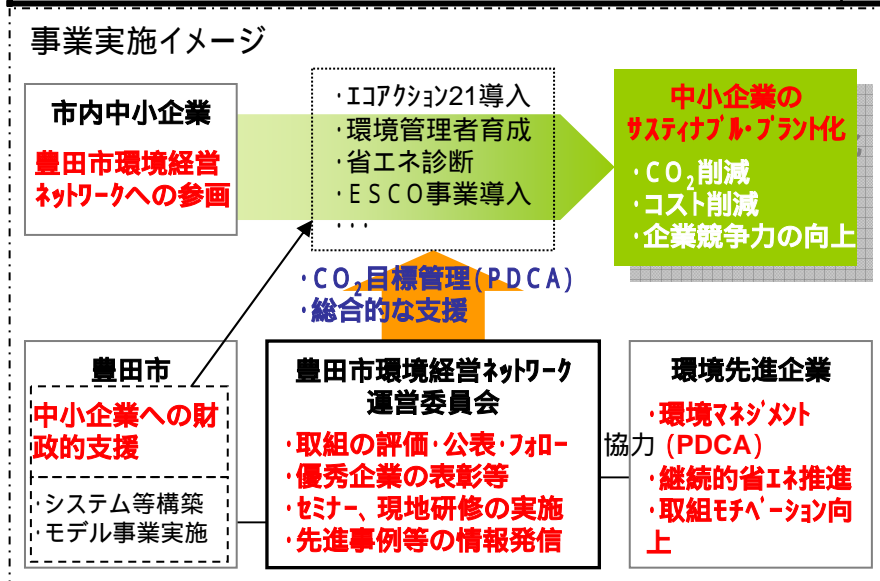 事業実施イメージ
市内中小企業
豊田市環境経営
ネットワークへの参画
・エコアクション21導入
・環境管理者育成
・省エネ診断
・ESCO事業導入
・・・
中小企業の
サスティナブル・プラント化
・CO₂削減
・コスト削減
・企業競争力の向上
・CO₂目標管理(PDCA)
・総合的な支援
豊田市
中小企業への財
政的支援
・システム等構築
・モデル事業実施
豊田市環境経営ネットワーク
運営委員会
・取組の評価・公表・フォロー
・優秀企業の表彰等
・セミナー、現地研修の実施
・先進事例等の情報発信
協力
環境先進企業
・環境マネジメント
(PDCA)
・継続的省エネ推進
・取組モチベーション向
上